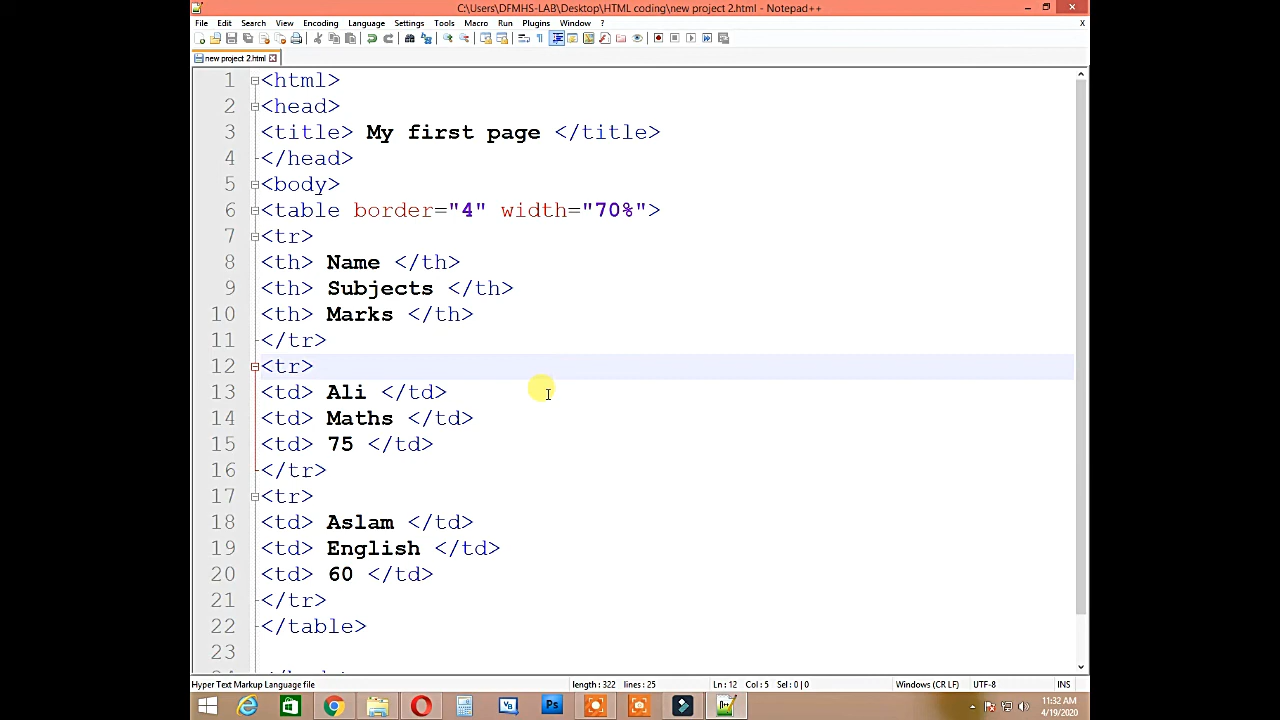 C:\Users\DFMHS-LAB\Desktop\HTML coding\new project 2.html - Notepad++
File Edit Search View Encoding Language Settings Tools Macro Run Plugins Window ?
new project 2.html
1 <html>
2 <head>
3 <title> My first page </title>
4 </head>
5 <body>
6 <table border="4" width="70%">
7 <tr>
8 <th> Name </th>
9 <th> Subjects </th>
10 <th> Marks </th>
11 </tr>
12 <tr>
13 <td> Ali </td>
14 <td> Maths </td>
15 <td> 75 </td>
16 </tr>
17 <tr>
18 <td> Aslam </td>
19 <td> English </td>
20 <td> 60 </td>
21 </tr>
22 </table>
23
Hyper Text Markup Language file length : 322 lines : 25 Ln : 12 Col : 5 Sel : 0 | 0 Windows (CR LF) UTF-8 INS
Ps
11:32 AM
4/19/2020